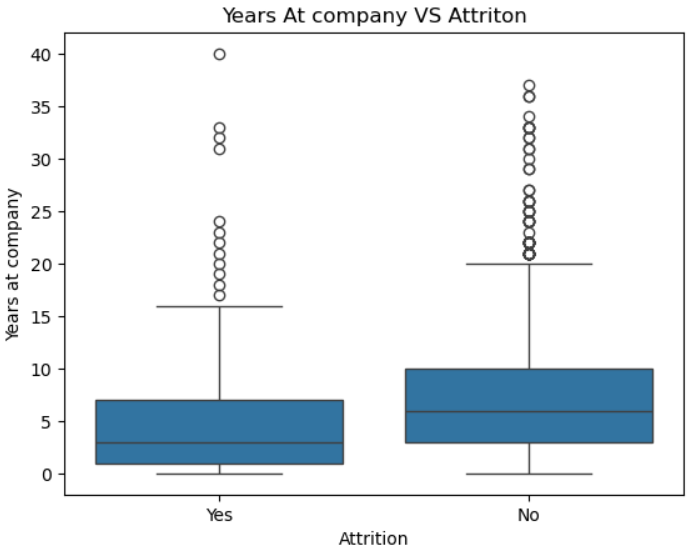 Years At company VS Attriton
40
35
30
25
20
15
10
5
0
Years at company
Yes No
Attrition